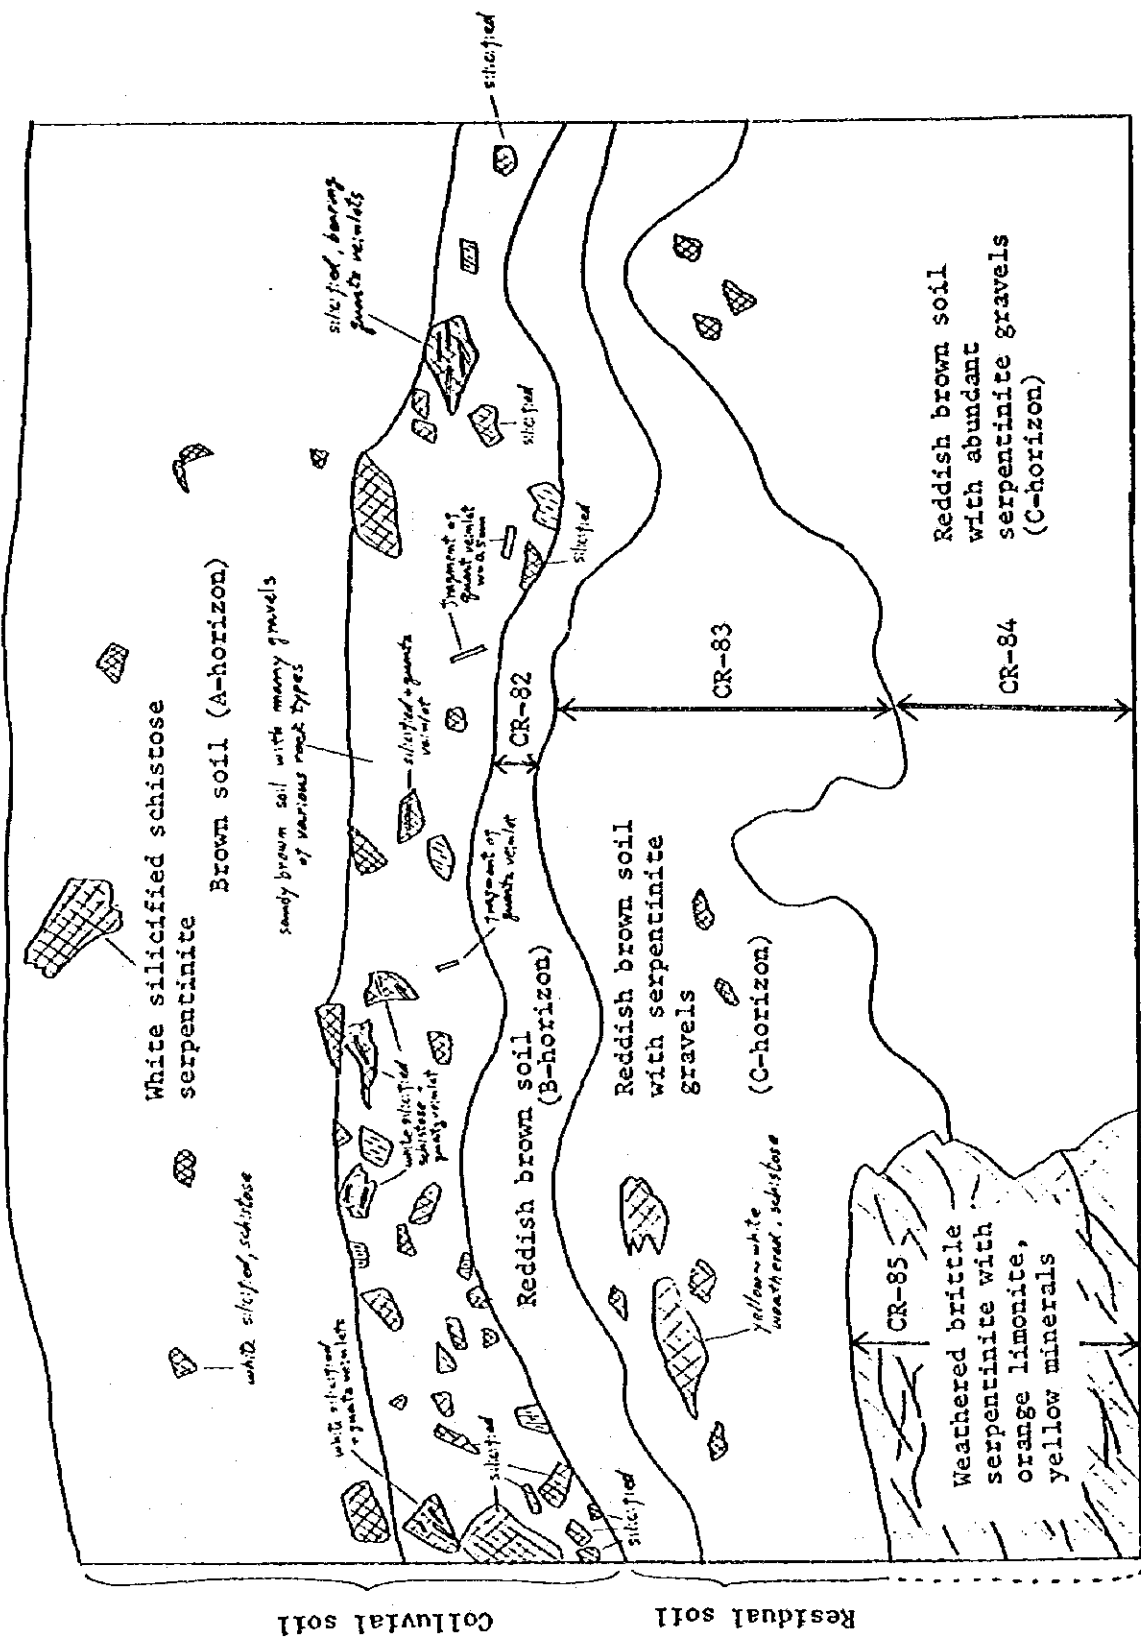 silicified
silicified, bearing
quartz veinlets
White silicified schistose
serpentinite
Brown soil (A-horizon)
white silicified, schistose
sandy brown soil with many gravels
of various rock types
white silicified
+ quartz veinlets
silicified + quartz
veinlet
fragment of
quartz veinlet
silicified
silicified
fragment of
quartz veinlet
white silicified
schistose +
quartz veinlet
silicified
silicified
CR-82
Reddish brown soil
(B-horizon)
Reddish brown soil
with serpentinite
gravels
(C-horizon)
yellow~white
weathered, schistose
CR-83
Reddish brown soil
with abundant
serpentinite gravels
(C-horizon)
CR-84
CR-85
Weathered brittle
serpentinite with
orange limonite,
yellow minerals
Colluvial soil
Residual soil